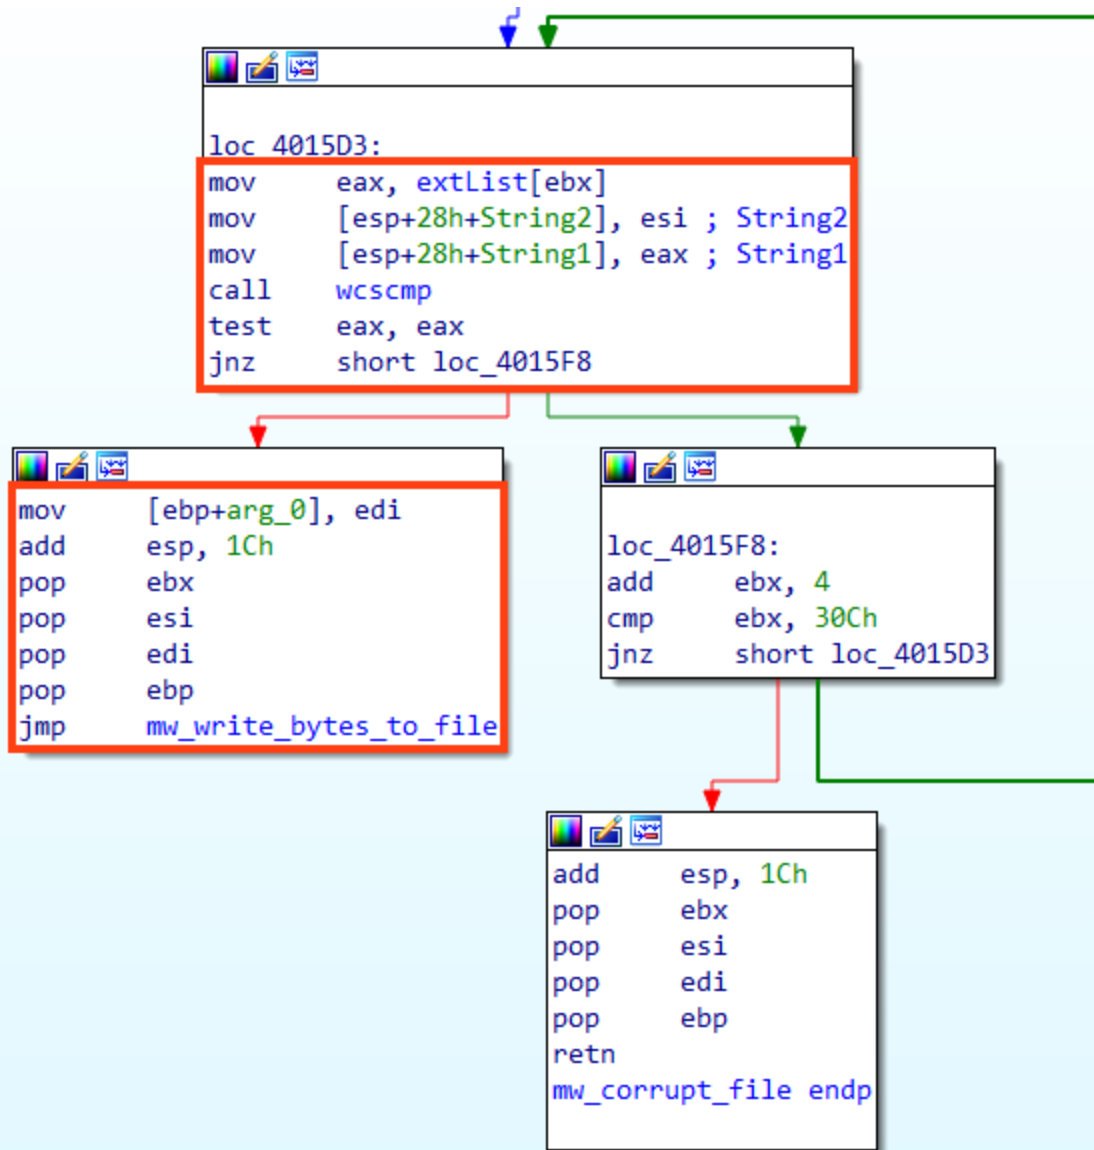 loc_4015D3:
mov eax, extList[ebx]
mov [esp+28h+String2], esi ; String2
mov [esp+28h+String1], eax ; String1
call wcscmp
test eax, eax
jnz short loc_4015F8
mov [ebp+arg_0], edi
add esp, 1Ch
pop ebx
pop esi
pop edi
pop ebp
jmp mw_write_bytes_to_file
loc_4015F8:
add ebx, 4
cmp ebx, 30Ch
jnz short loc_4015D3
add esp, 1Ch
pop ebx
pop esi
pop edi
pop ebp
retn
mw_corrupt_file endp